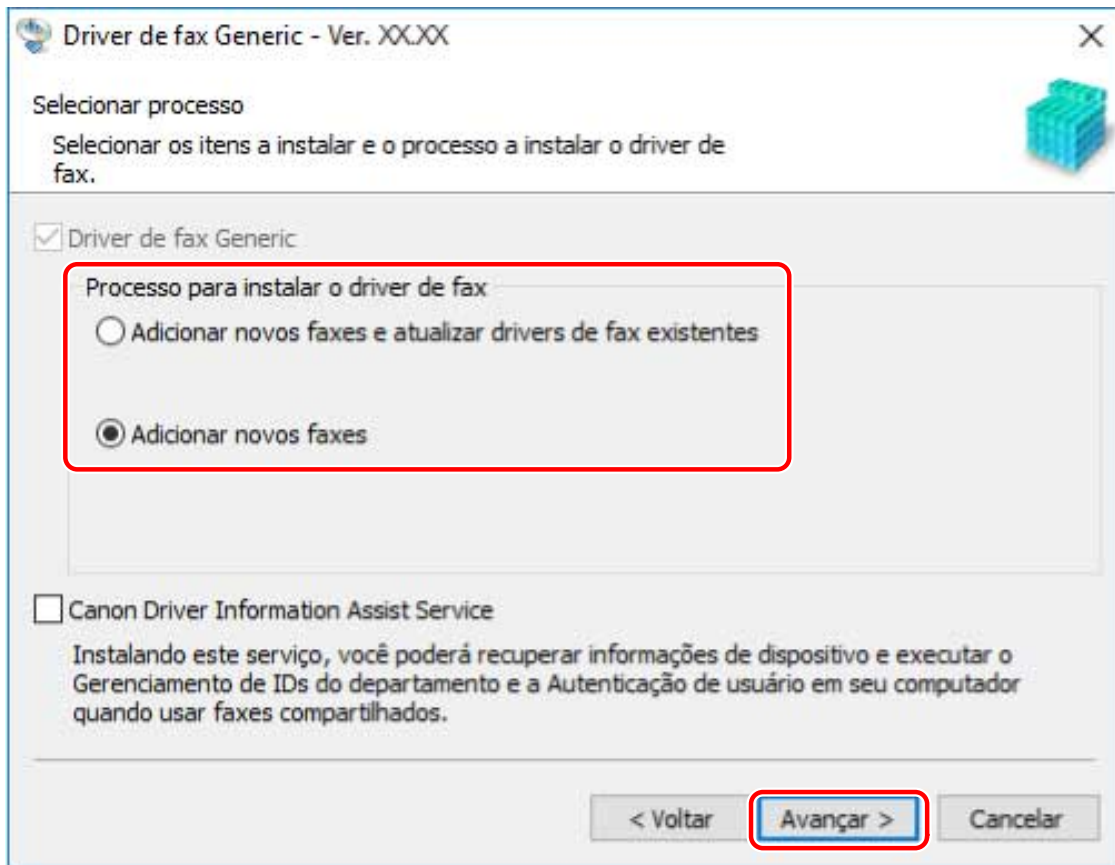 Driver de fax Generic - Ver. XX.XX
Selecionar processo
Selecionar os itens a instalar e o processo a instalar o driver de
fax.
Driver de fax Generic
Processo para instalar o driver de fax
Adicionar novos faxes e atualizar drivers de fax existentes
Adicionar novos faxes
Canon Driver Information Assist Service
Instalando este serviço, você poderá recuperar informações de dispositivo e executar o
Gerenciamento de IDs do departamento e a Autenticação de usuário em seu computador
quando usar faxes compartilhados.
< Voltar
Avançar >
Cancelar